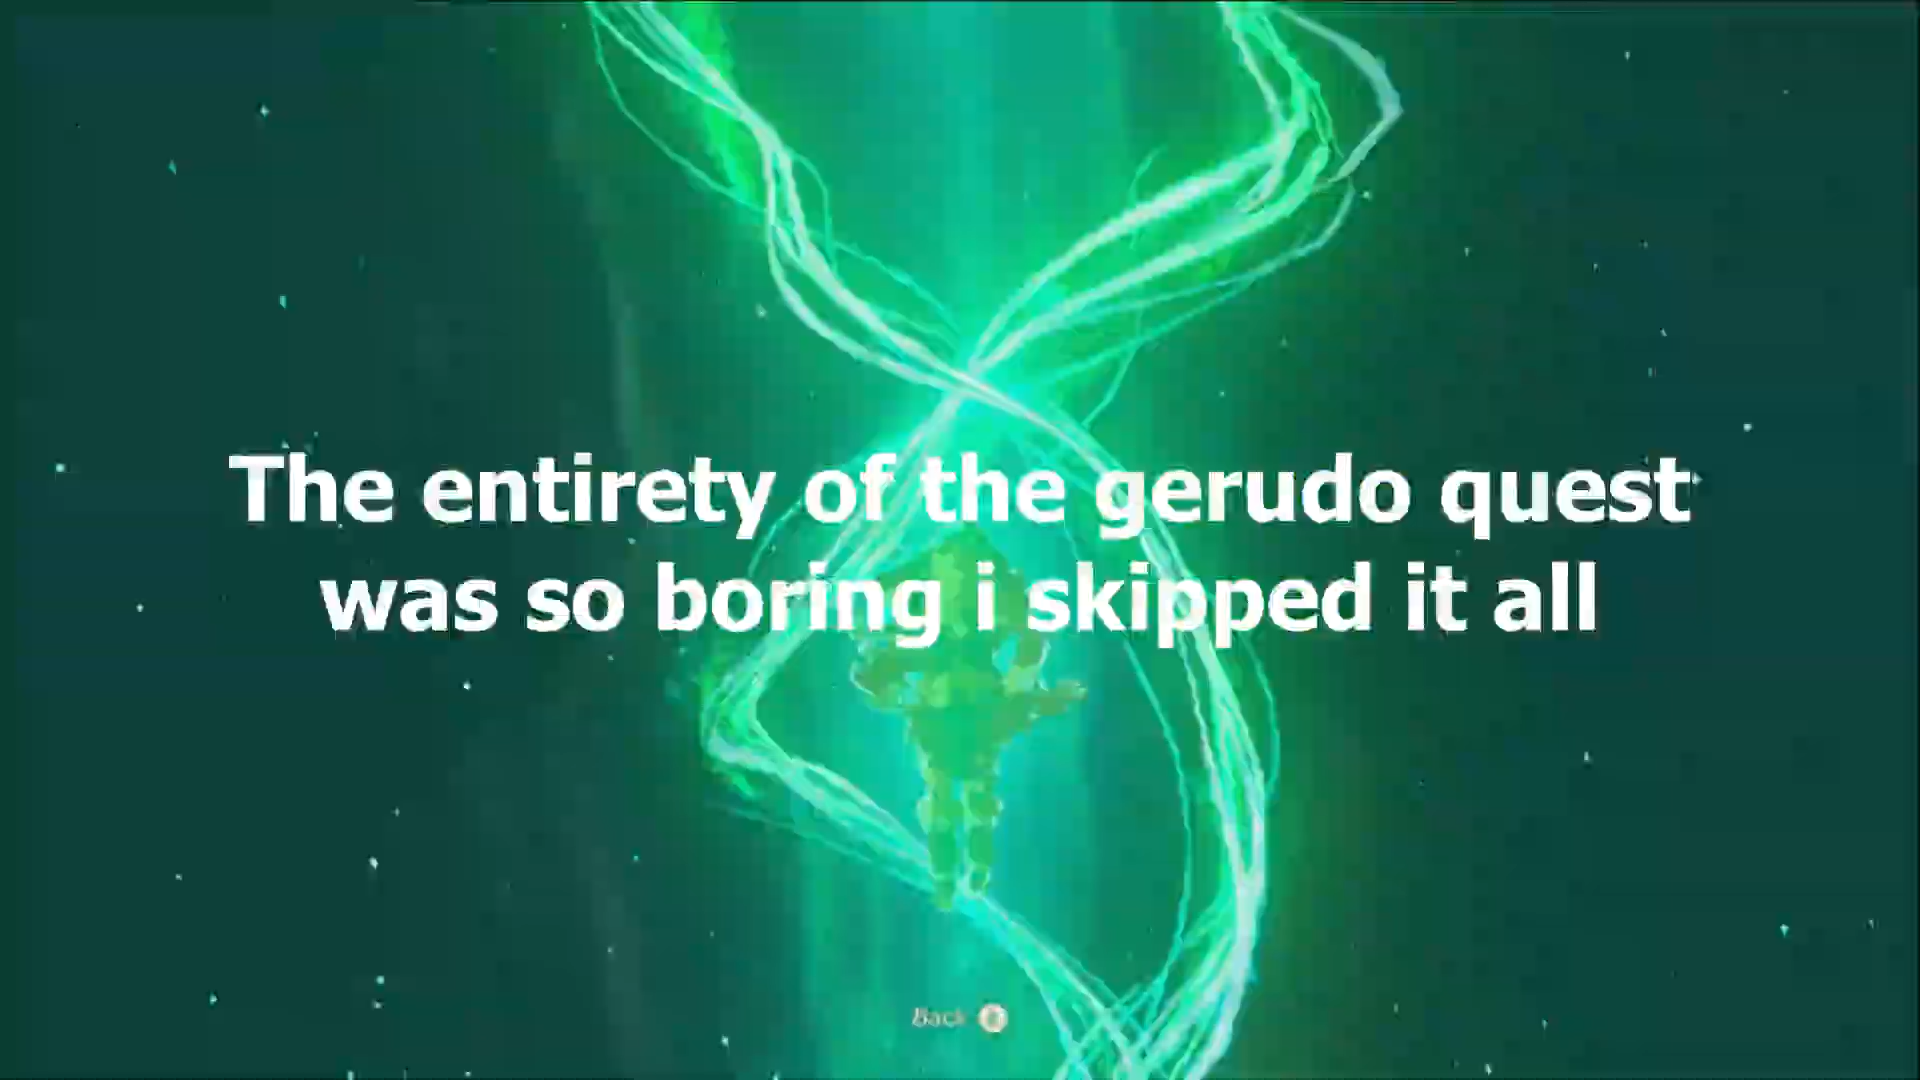 The entirety of the gerudo quest
was so boring i skipped it all
Back